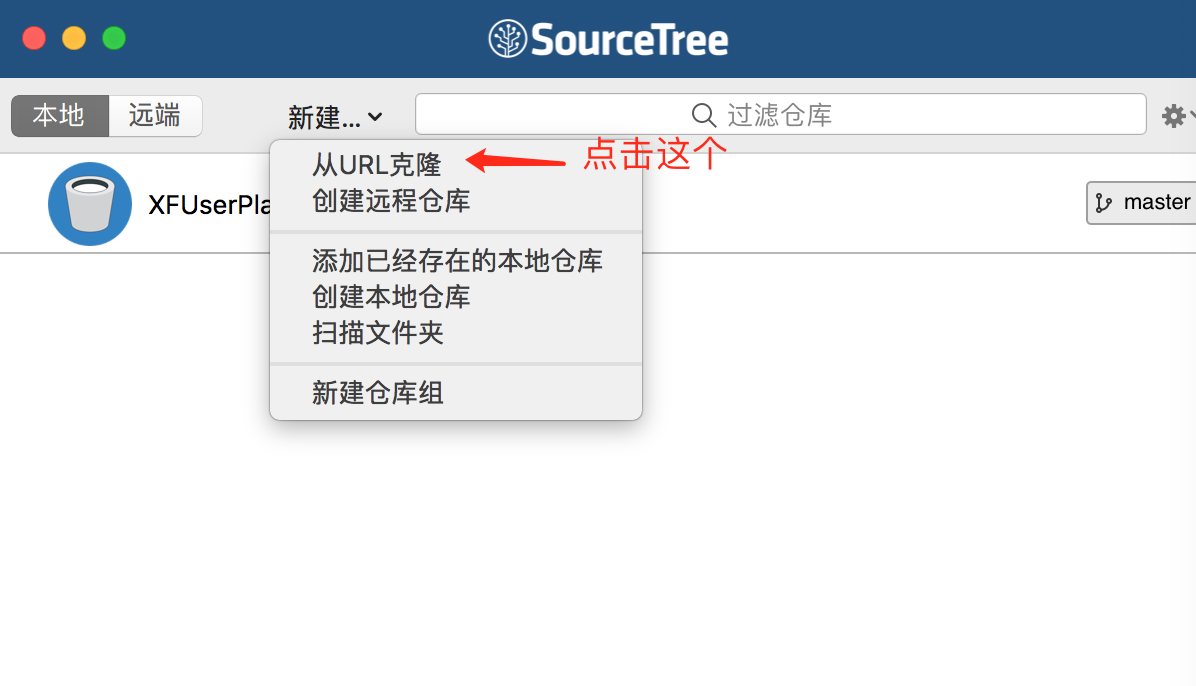 SourceTree
本地
远端
新建...
过滤仓库
从URL克隆
点击这个
创建远程仓库
XFUserPla
master
添加已经存在的本地仓库
创建本地仓库
扫描文件夹
新建仓库组